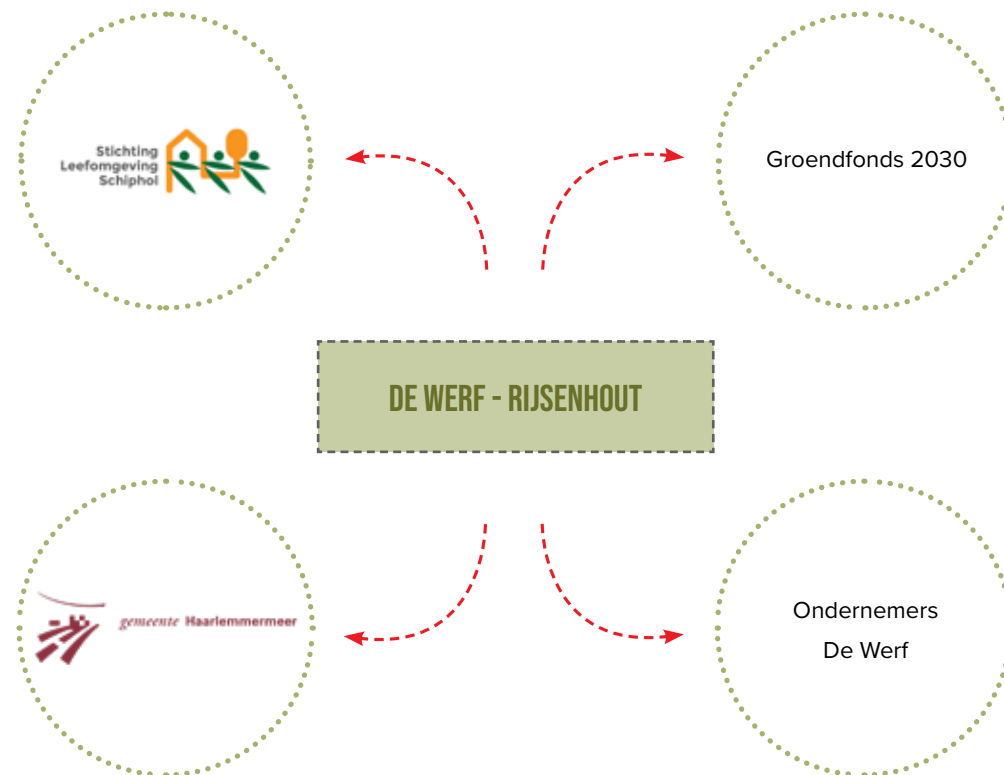 Stichting
Leefomgeving
Schiphol
Groendfonds 2030
DE WERF - RIJSENHOUT
gemeente Haarlemmermeer
Ondernemers
De Werf